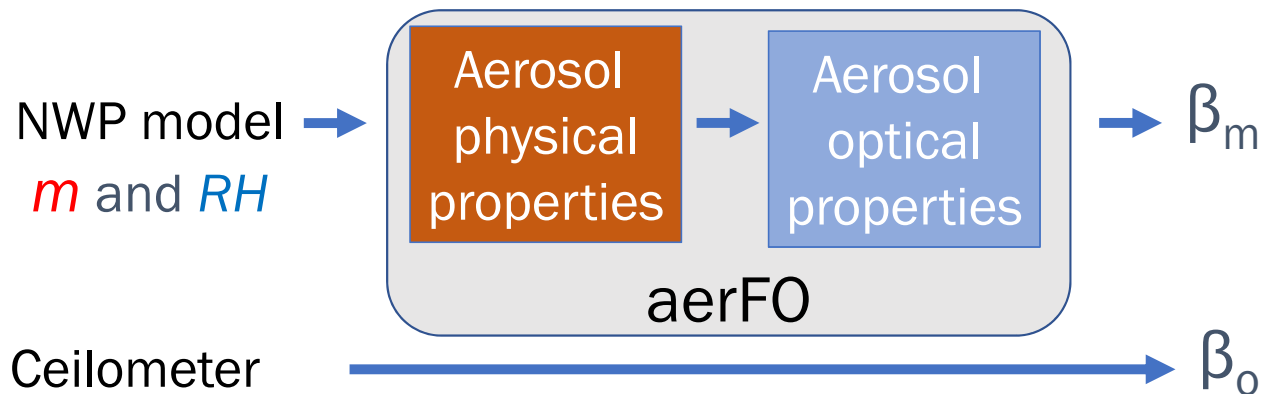 NWP model
m and RH
Aerosol
physical
properties
Aerosol
optical
properties
βm
aerFO
Ceilometer
βo